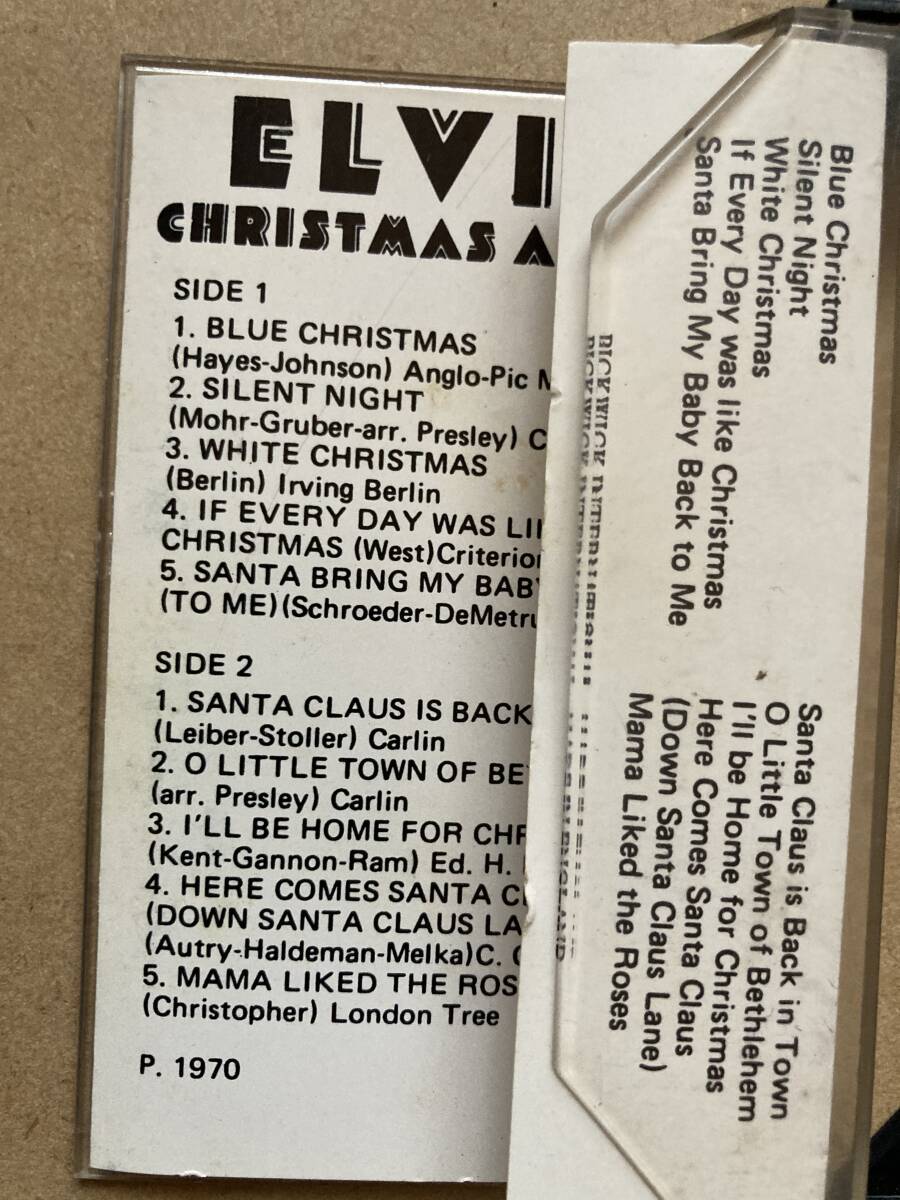 ELVI
CHRISTMAS A
SIDE 1
1. BLUE CHRISTMAS
(Hayes-Johnson) Anglo-Pic M
2. SILENT NIGHT
(Mohr-Gruber-arr. Presley) C
3. WHITE CHRISTMAS
(Berlin) Irving Berlin
4. IF EVERY DAY WAS LI
CHRISTMAS (West)Criterion
5. SANTA BRING MY BABY
(TO ME)(Schroeder-DeMetru
SIDE 2
1. SANTA CLAUS IS BACK
(Leiber-Stoller) Carlin
2. O LITTLE TOWN OF BE
(arr. Presley) Carlin
3. I'LL BE HOME FOR CHR
(Kent-Gannon-Ram) Ed. H.
4. HERE COMES SANTA CL
(DOWN SANTA CLAUS LA
(Autry-Haldeman-Melka)C.
5. MAMA LIKED THE ROS
(Christopher) London Tree
P. 1970
Blue Christmas
Silent Night
White Christmas
If Every Day was like Christmas
Santa Bring My Baby Back to Me
Santa Claus is Back in Town
O Little Town of Bethlehem
I'll be Home for Christmas
Here Comes Santa Claus
(Down Santa Claus Lane)
Mama Liked the Roses
PICKWICK INTERNATIONAL